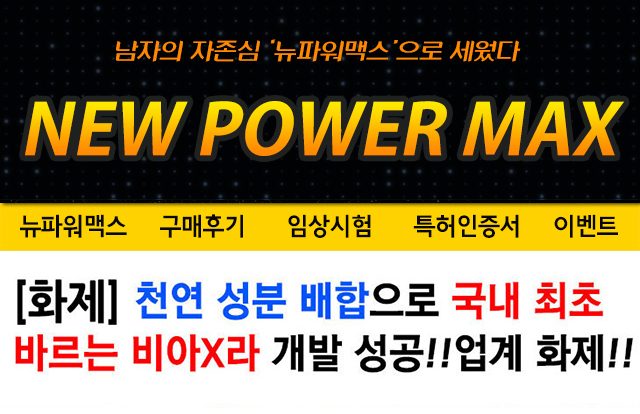 남자의 자존심 '뉴파워맥스'으로 세웠다
NEW POWER MAX
뉴파워맥스 구매후기 임상시험 특허인증서 이벤트
[화제] 천연 성분 배합으로 국내 최초
바르는 비아X라 개발 성공!!업계 화제!!